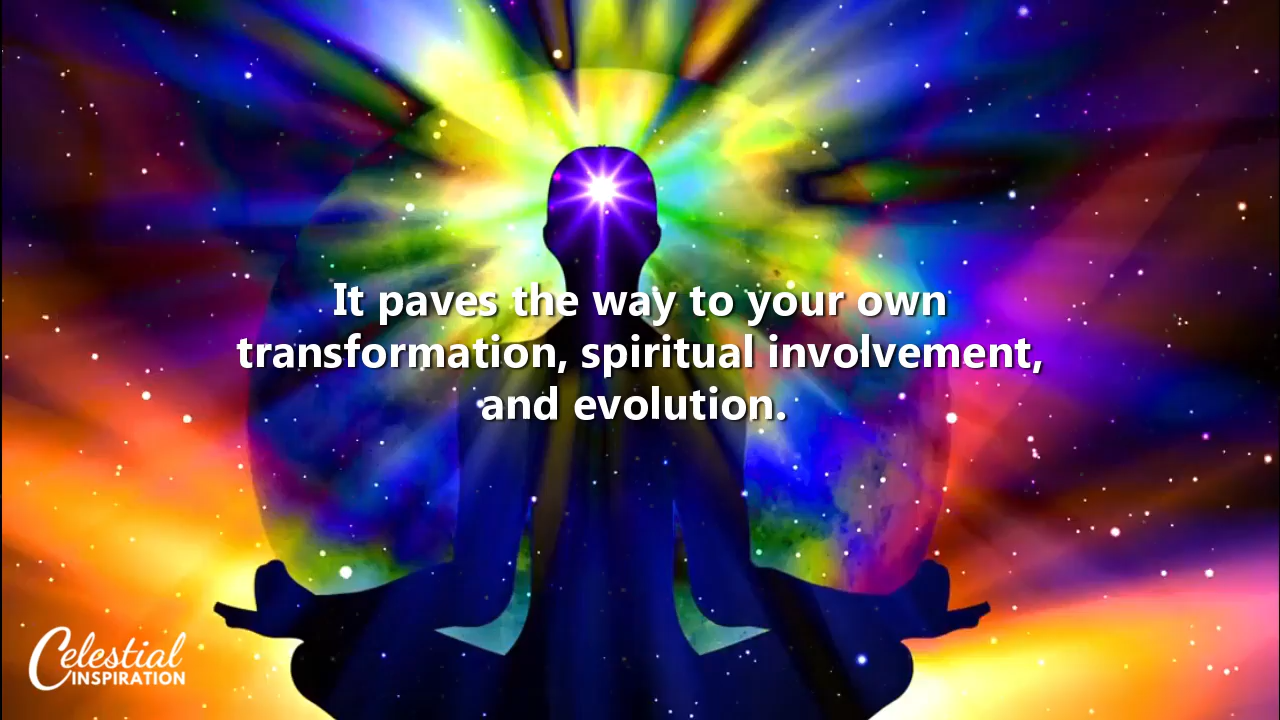 It paves the way to your own
transformation, spiritual involvement,
and evolution.
Celestial
INSPIRATION